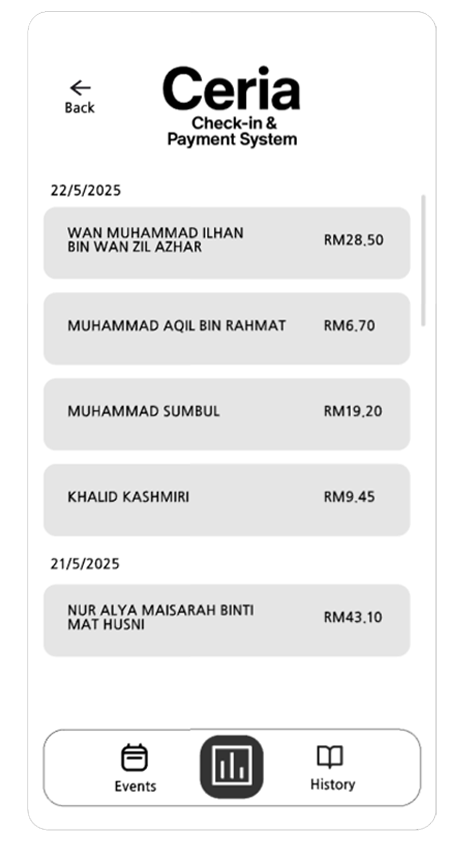 Back
Ceria
Check-in &
Payment System
22/5/2025
WAN MUHAMMAD ILHAN
BIN WAN ZIL AZHAR
RM28.50
MUHAMMAD AQIL BIN RAHMAT
RM6.70
MUHAMMAD SUMBUL
RM19.20
KHALID KASHMIRI
RM9.45
21/5/2025
NUR ALYA MAISARAH BINTI
MAT HUSNI
RM43.10
Events
History